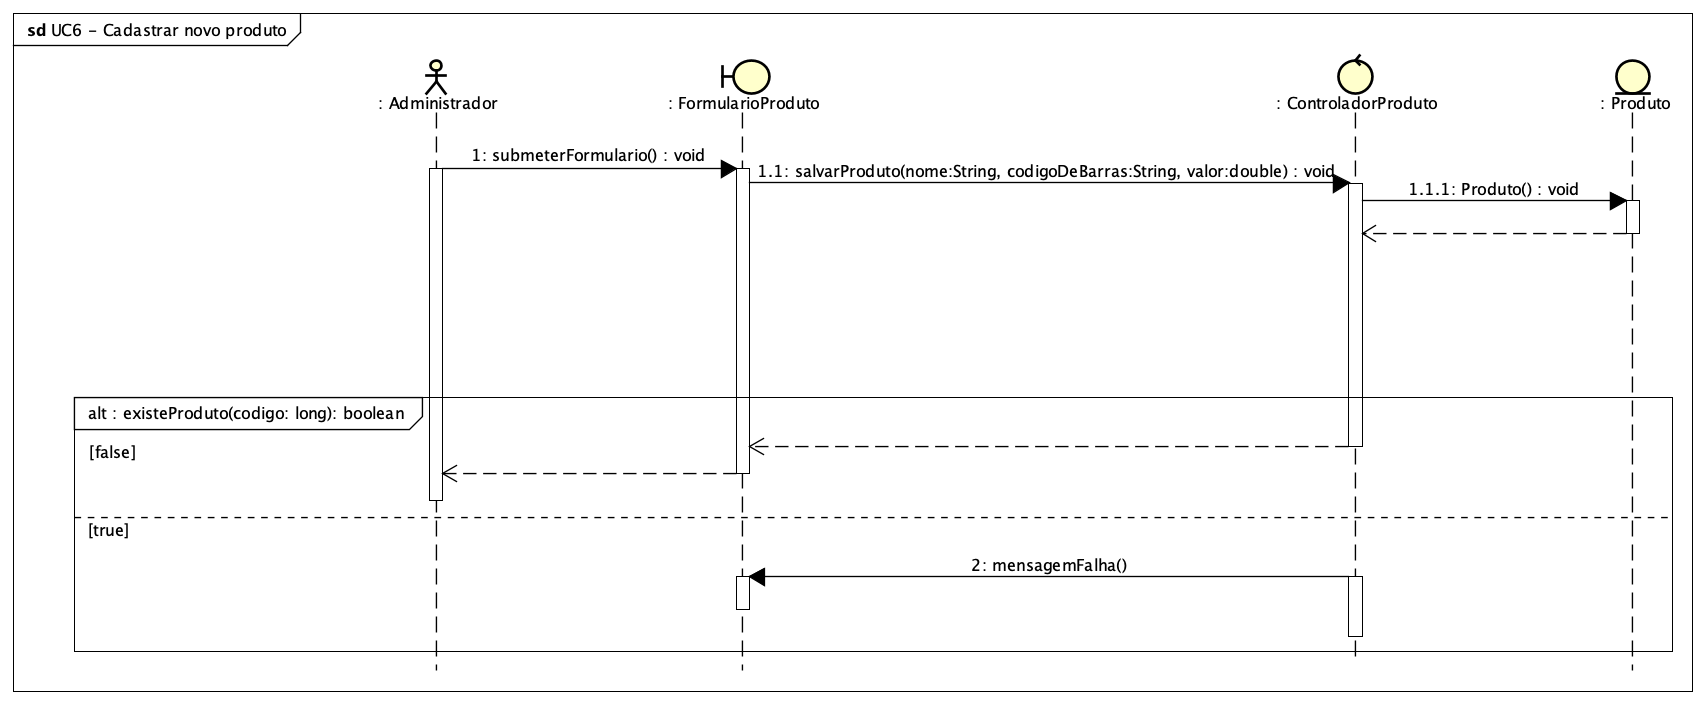 sd UC6 - Cadastrar novo produto
: Administrador
: FormularioProduto
: ControladorProduto
: Produto
1: submeterFormulario() : void
1.1: salvarProduto(nome:String, codigoDeBarras:String, valor:double) : void
1.1.1: Produto() : void
alt : existeProduto(codigo: long): boolean
[false]
[true]
2: mensagemFalha()